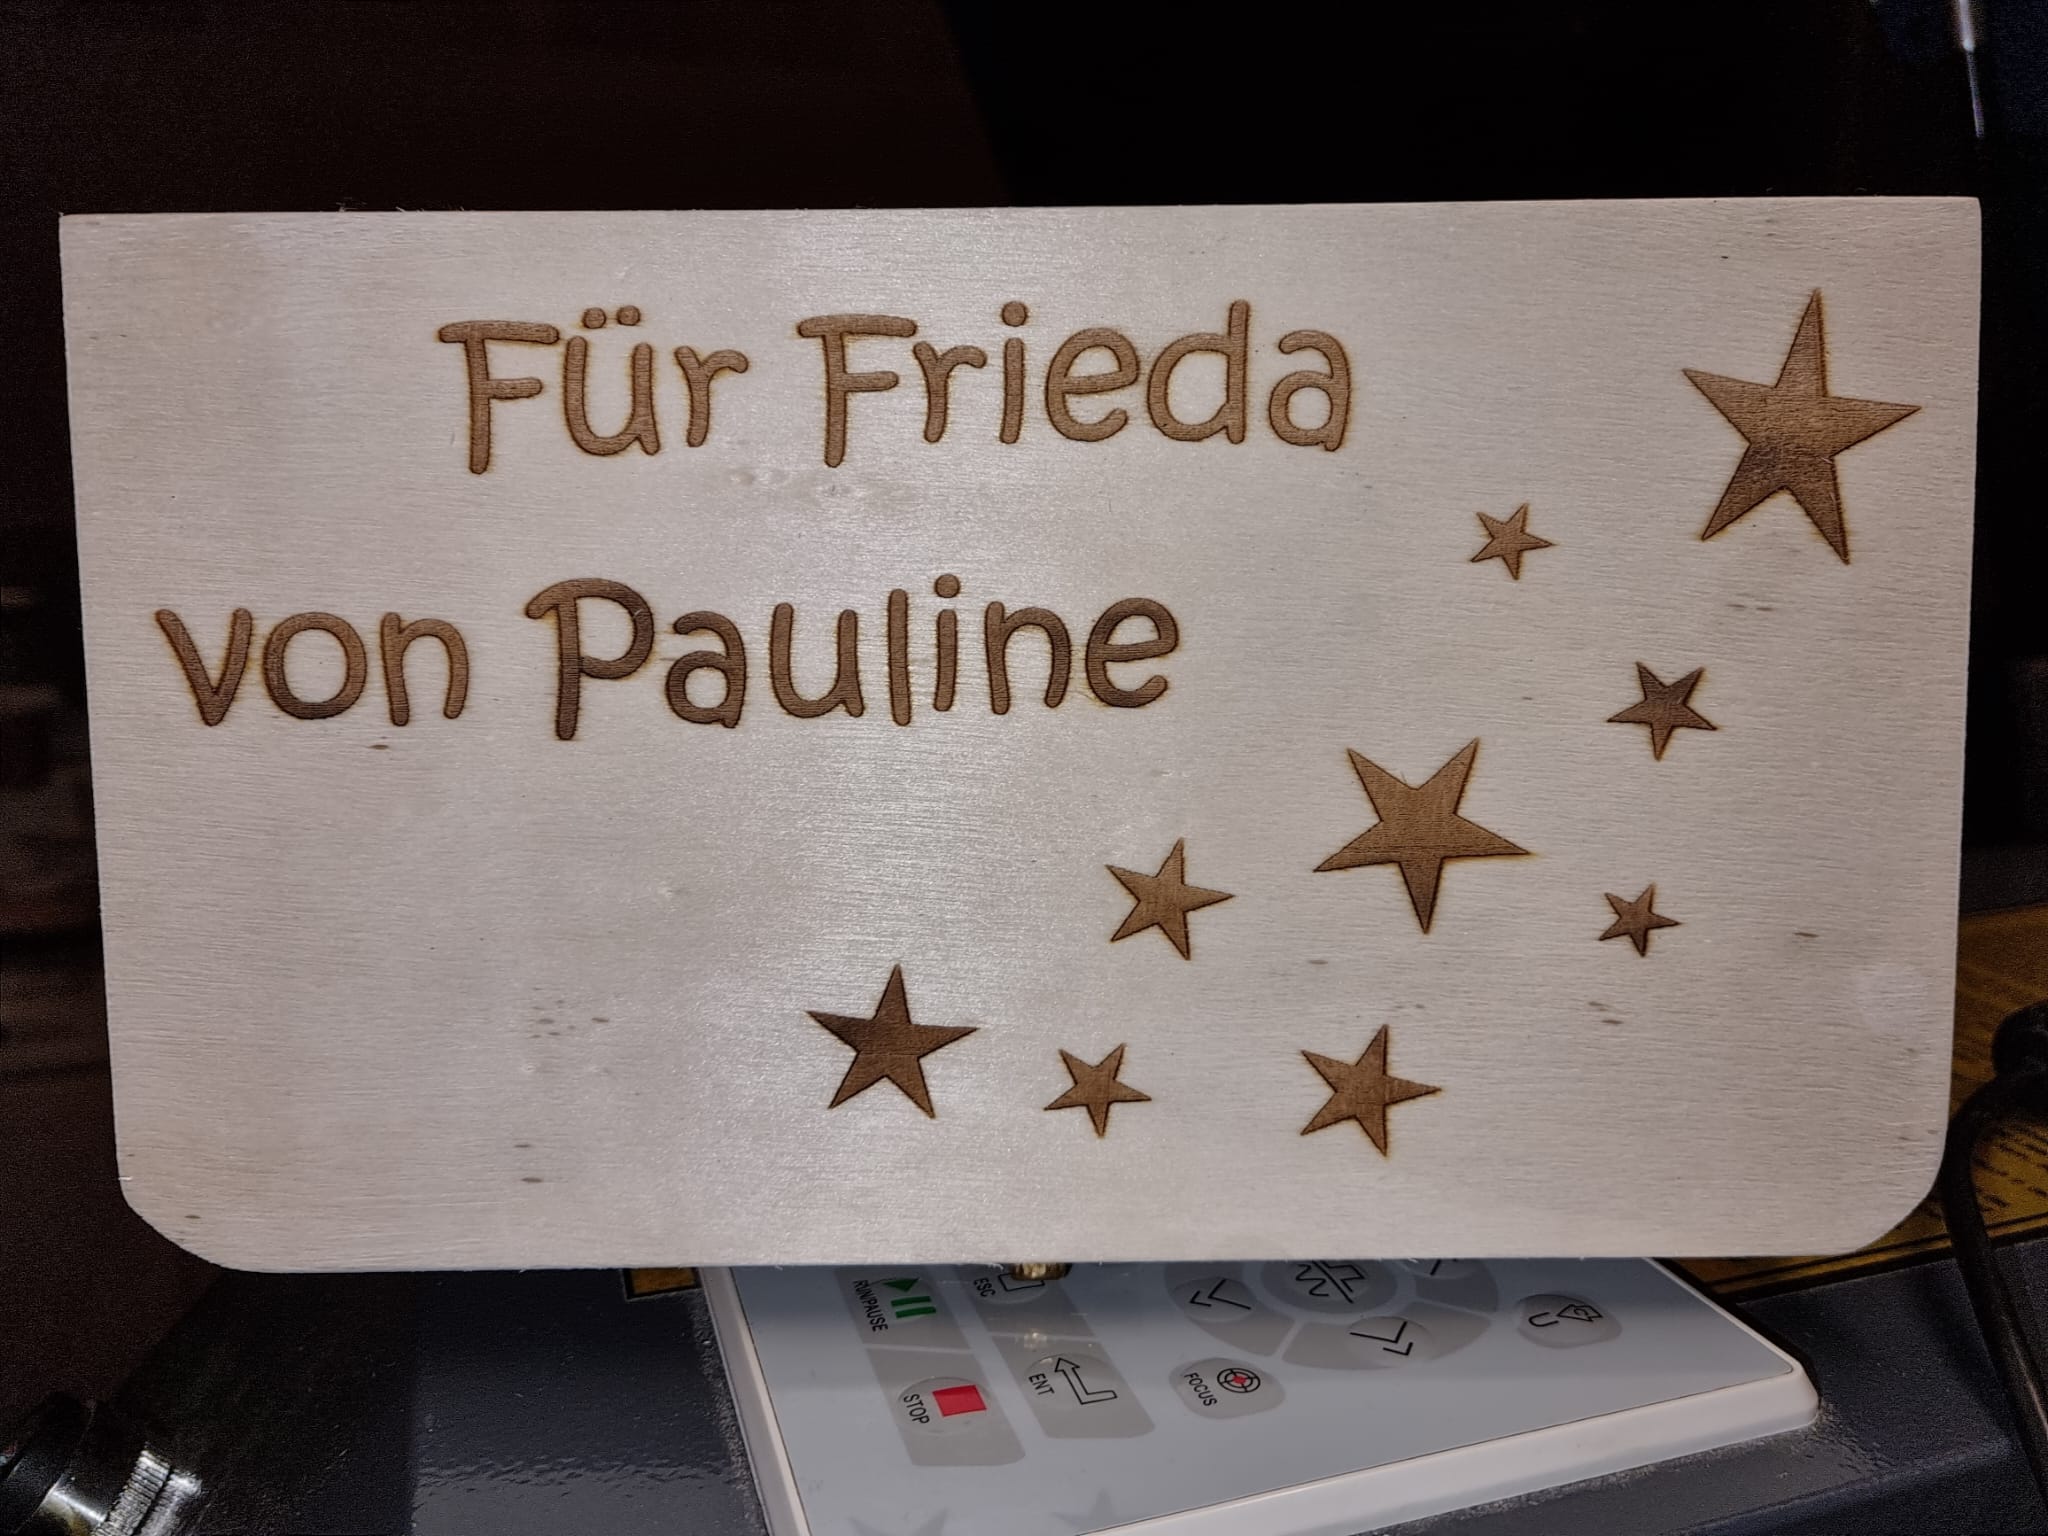 Für Frieda
von Pauline
RUN/PAUSE
ESC
STOP
ENT
FOCUS
U